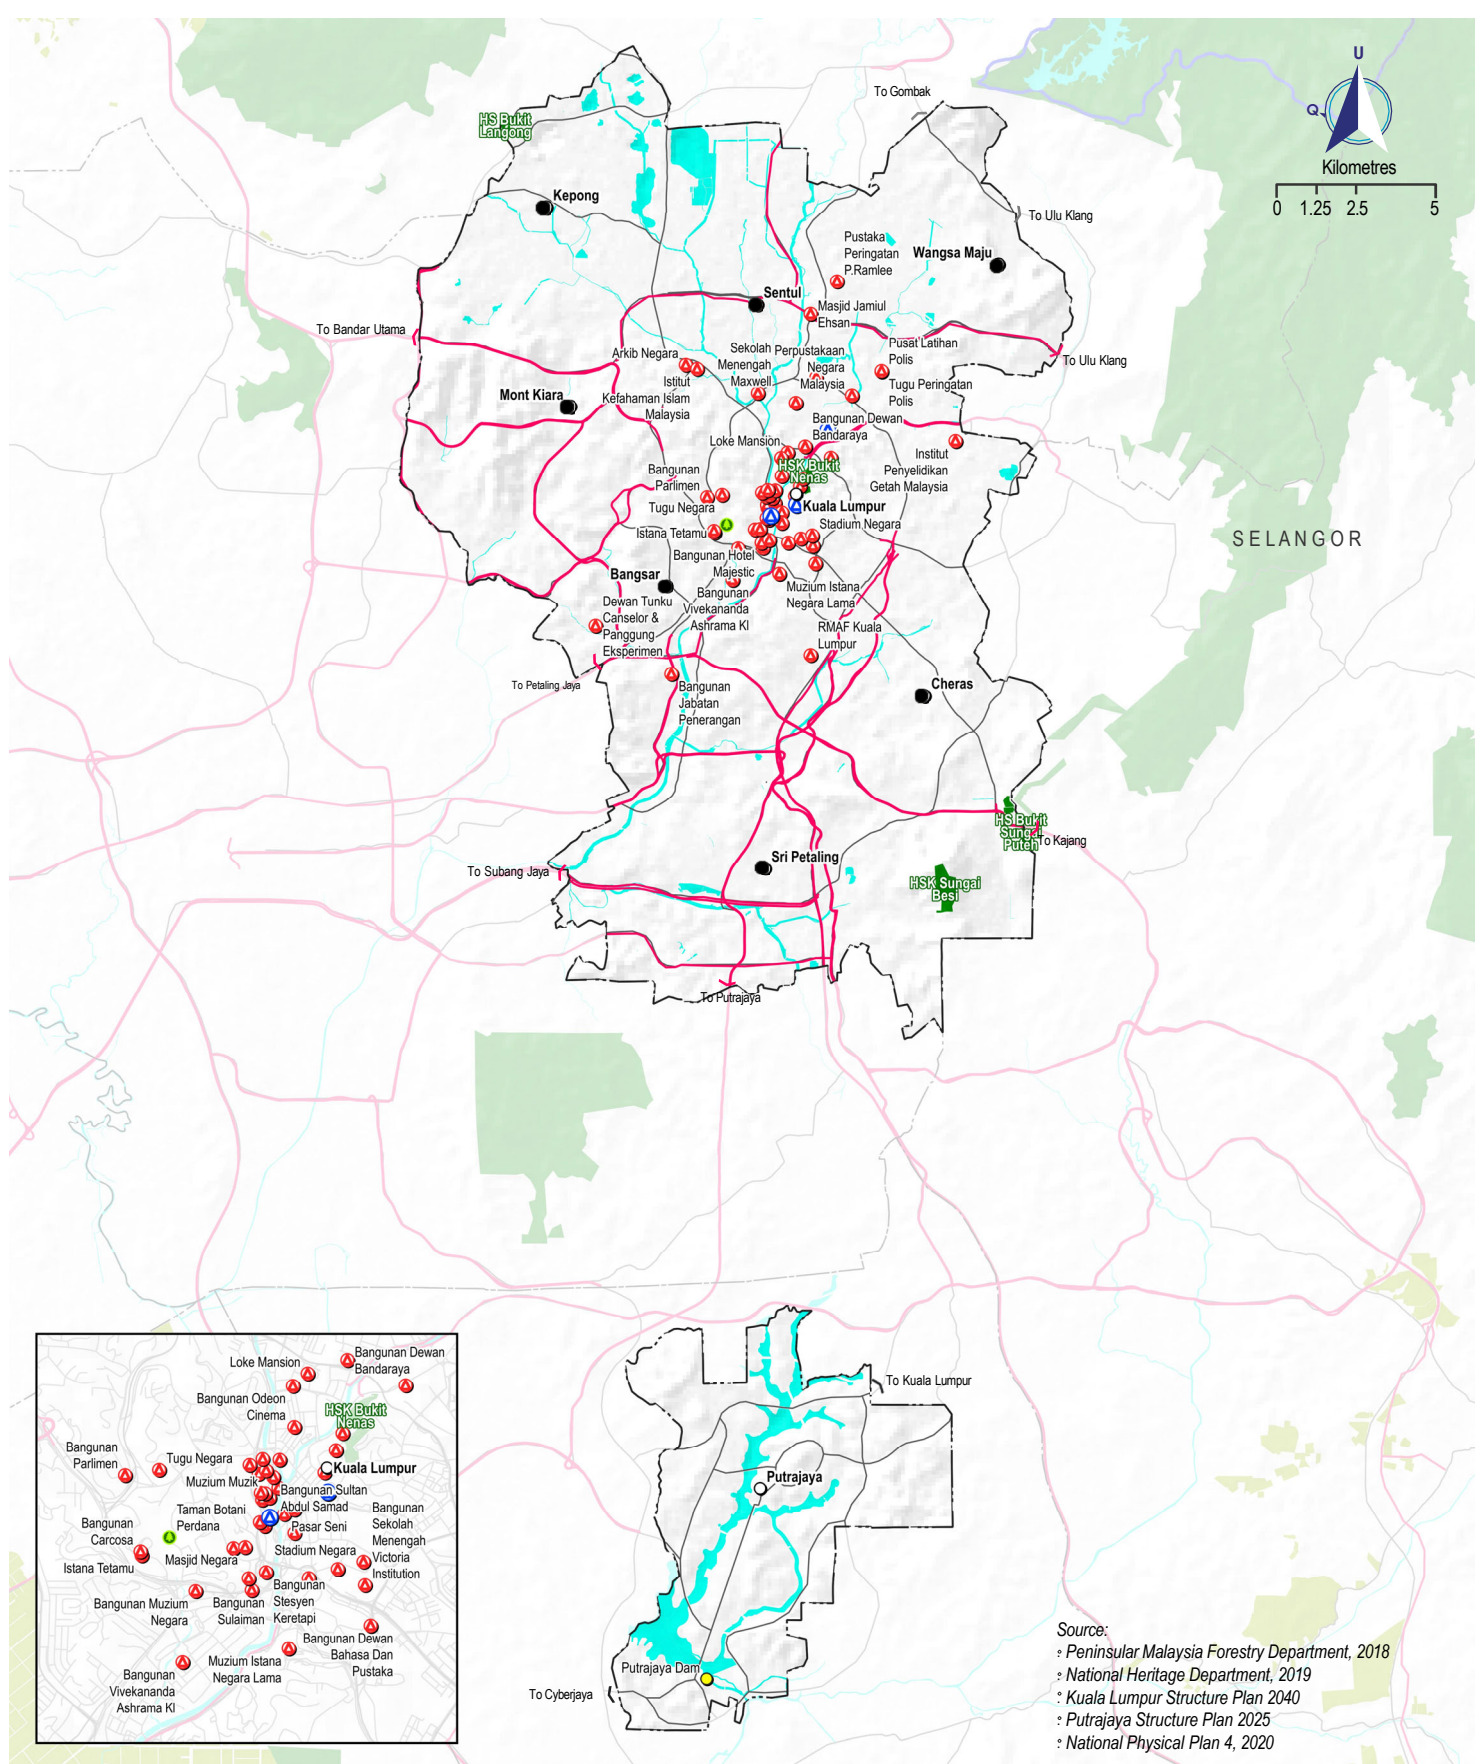 To Gombak
U
Q
Kilometres
0 1.25 2.5 5
HS Bukit
Langong
Kepong
To Ulu Klang
Pustaka
Peringatan
P.Ramlee
Wangsa Maju
Sentul
Masjid Jamiul
Ehsan
To Bandar Utama
Pusat Latihan
Polis
To Ulu Klang
Arkib Negara
Sekolah
Menengah
Maxwell
Perpustakaan
Negara
Malaysia
Istitut
Kefahaman Islam
Malaysia
Tugu Peringatan
Polis
Mont Kiara
Bangunan Dewan
Bandaraya
Loke Mansion
Institut
Penyelidikan
Getah Malaysia
HSK Bukit
Nenas
Bangunan
Parlimen
Tugu Negara
Kuala Lumpur
Stadium Negara
Istana Tetamu
SELANGOR
Bangunan Hotel
Majestic
Bangsar
Bangunan
Vivekananda
Ashrama Kl
Muzium Istana
Negara Lama
Dewan Tunku
Canselor &
Panggung
Eksperimen
RMAF Kuala
Lumpur
To Petaling Jaya
Bangunan
Jabatan
Penerangan
Cheras
HS Bukit
Sungai
Puteh
To Kajang
Sri Petaling
To Subang Jaya
HSK Sungai
Besi
To Putrajaya
Loke Mansion
Bangunan Dewan
Bandaraya
Bangunan Odeon
Cinema
HSK Bukit
Nenas
Bangunan
Parlimen
Tugu Negara
Kuala Lumpur
Muzium Muzik
Bangunan Sultan
Abdul Samad
Taman Botani
Perdana
Pasar Seni
Bangunan
Sekolah
Menengah
Victoria
Institution
Bangunan
Carcosa
Istana Tetamu
Masjid Negara
Stadium Negara
Bangunan Muzium
Negara
Bangunan
Sulaiman
Bangunan
Stesyen
Keretapi
Bangunan Dewan
Bahasa Dan
Pustaka
Muzium Istana
Negara Lama
Bangunan
Vivekananda
Ashrama Kl
To Kuala Lumpur
Putrajaya
Putrajaya Dam
To Cyberjaya
Source:
: Peninsular Malaysia Forestry Department, 2018
: National Heritage Department, 2019
: Kuala Lumpur Structure Plan 2040
: Putrajaya Structure Plan 2025
: National Physical Plan 4, 2020